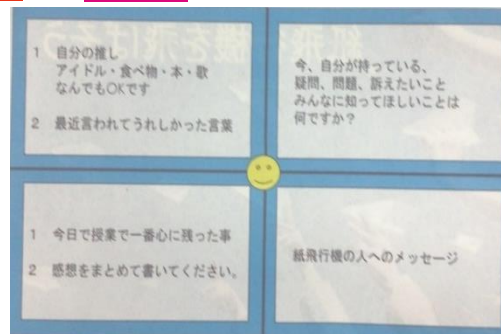 1 自分の推し
アイドル・食べ物・本・歌
なんでもOKです
2 最近言われてうれしかった言葉
今、自分が持っている、
疑問、問題、訴えたいこと
みんなに知ってほしいことは
何ですか？
1 今日で授業で一番心に残った事
2 感想をまとめて書いてください。
紙飛行機の人へのメッセージ